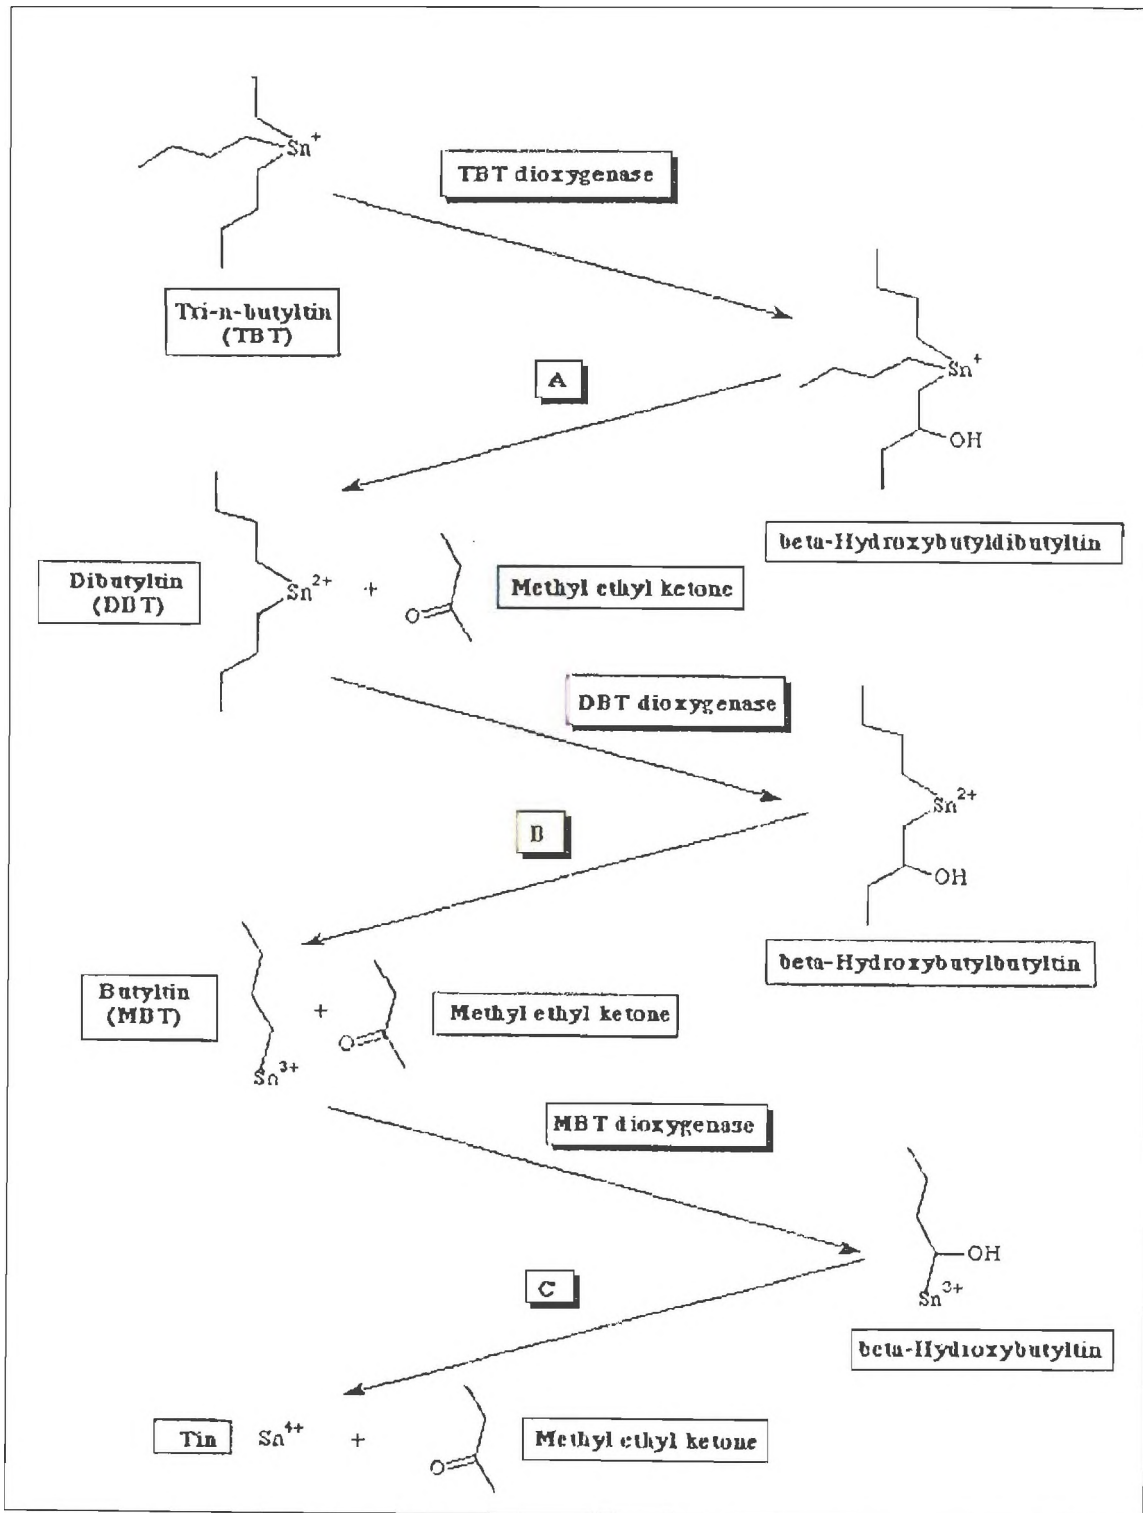 Sn+
TBT dioxygenase
Tri-n-butyltin
(TBT)
A
Sn+
OH
beta-Hydroxybutyldibutyltin
Dibutyltin
(DBT)
Sn2+
+
O
Methyl ethyl ketone
DBT dioxygenase
B
Sn2+
OH
beta-Hydroxybutylbutyltin
Butyltin
(MBT)
Sn3+
+
O
Methyl ethyl ketone
MBT dioxygenase
OH
Sn3+
C
beta-Hydroxybutyltin
Tin
Sn4+
+
O
Methyl ethyl ketone